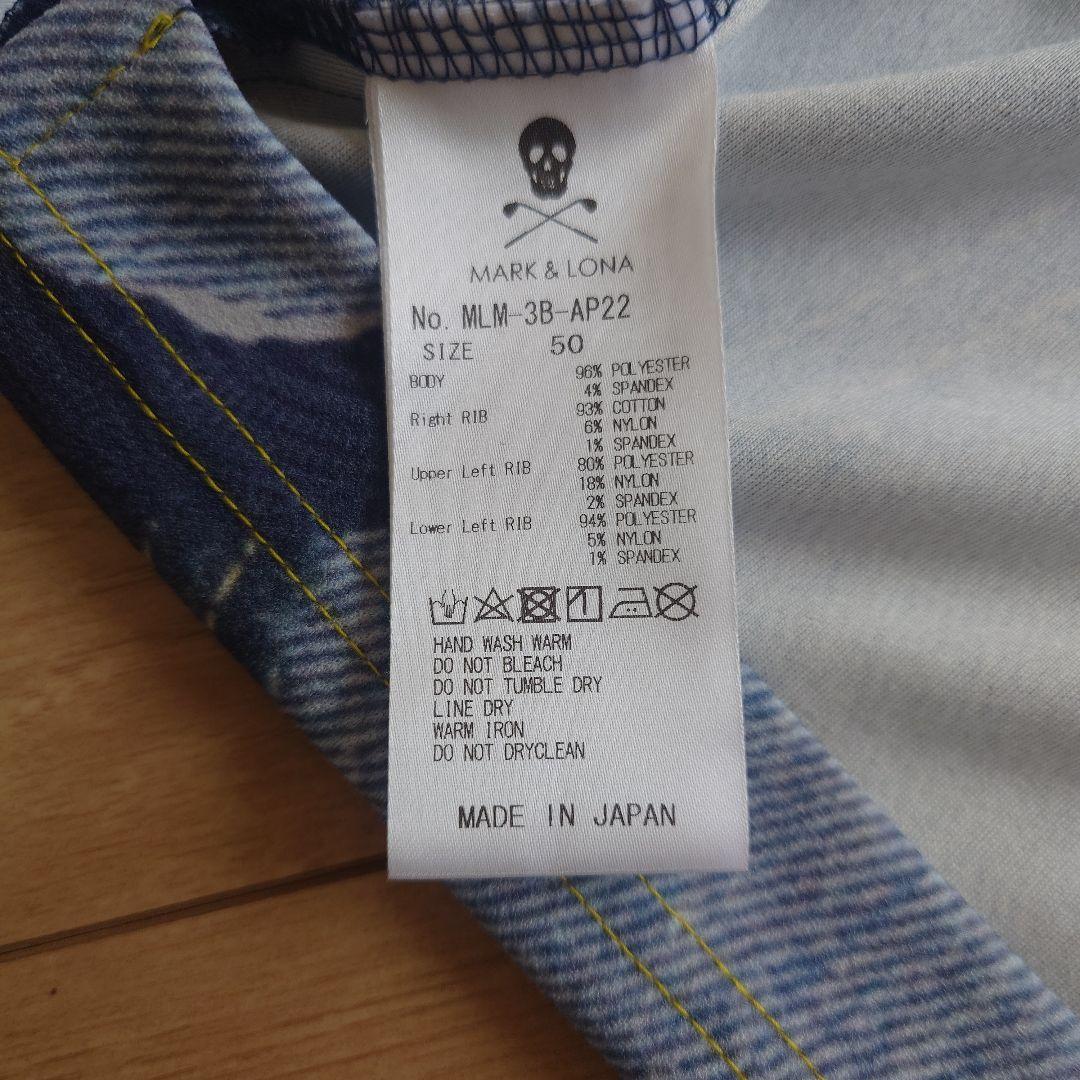 MARK & LONA
No. MLM-3B-AP22
SIZE 50
BODY 96% POLYESTER
4% SPANDEX
Right RIB 93% COTTON
6% NYLON
1% SPANDEX
Upper Left RIB 80% POLYESTER
18% NYLON
2% SPANDEX
Lower Left RIB 94% POLYESTER
5% NYLON
1% SPANDEX
HAND WASH WARM
DO NOT BLEACH
DO NOT TUMBLE DRY
LINE DRY
WARM IRON
DO NOT DRYCLEAN
MADE IN JAPAN